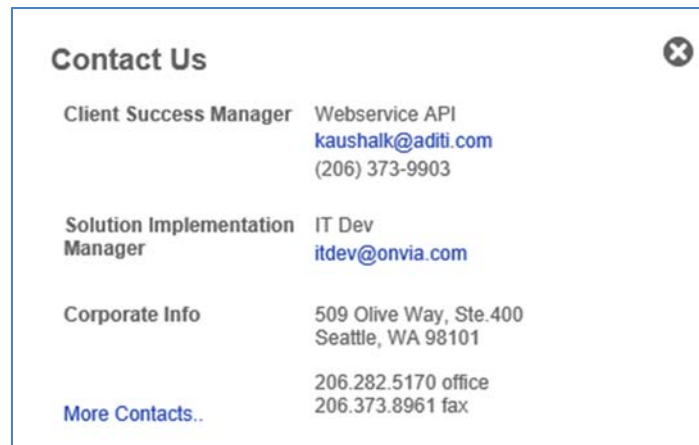 Contact Us
Client Success Manager Webservice API
kaushalk@aditi.com
(206) 373-9903
Solution Implementation IT Dev
Manager itdev@onvia.com
Corporate Info 509 Olive Way, Ste.400
Seattle, WA 98101
206.282.5170 office
More Contacts.. 206.373.8961 fax